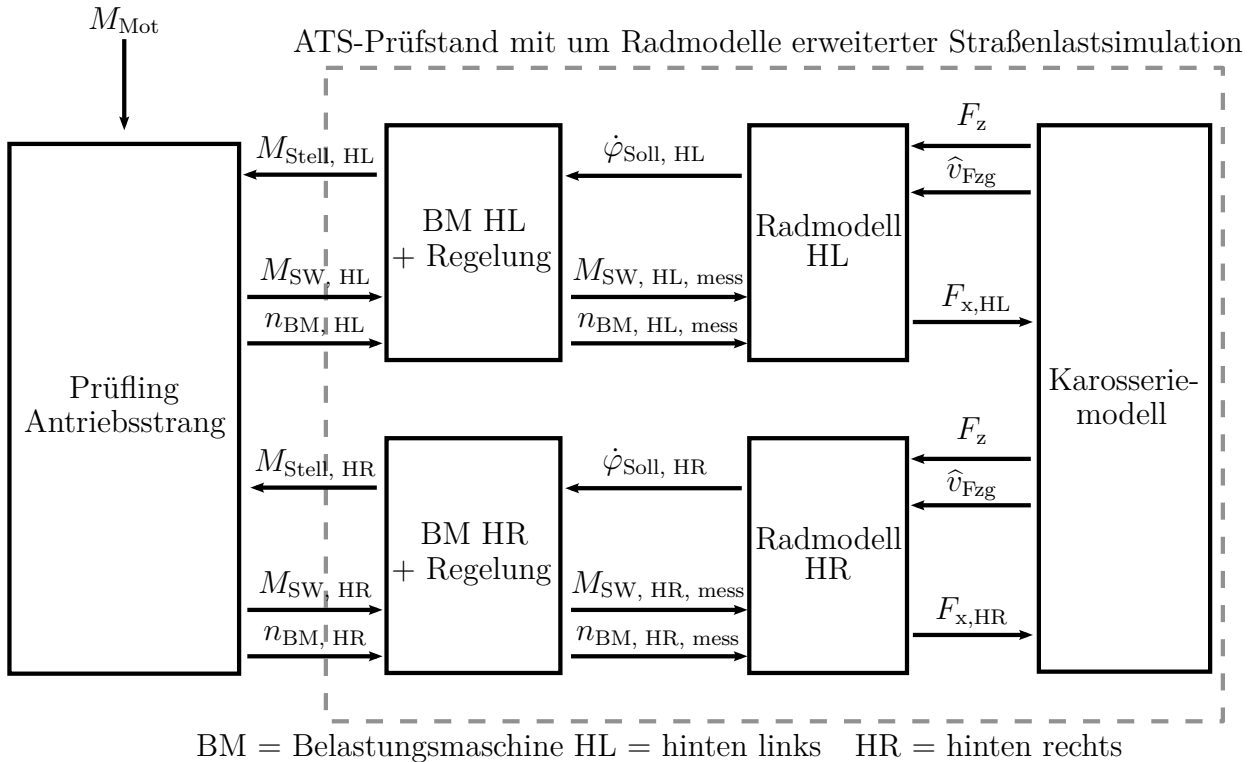 M_Mot
ATS-Prüfstand mit um Radmodelle erweiterter Straßenlastsimulation
Prüfling
Antriebsstrang
M_Stell, HL
M_SW, HL
n_BM, HL
BM HL
+ Regelung
φ̇_Soll, HL
M_SW, HL, mess
n_BM, HL, mess
Radmodell
HL
F_z
v̂_Fzg
F_x,HL
M_Stell, HR
M_SW, HR
n_BM, HR
BM HR
+ Regelung
φ̇_Soll, HR
M_SW, HR, mess
n_BM, HR, mess
Radmodell
HR
F_z
v̂_Fzg
F_x,HR
Karosserie-
modell
BM = Belastungsmaschine HL = hinten links HR = hinten rechts